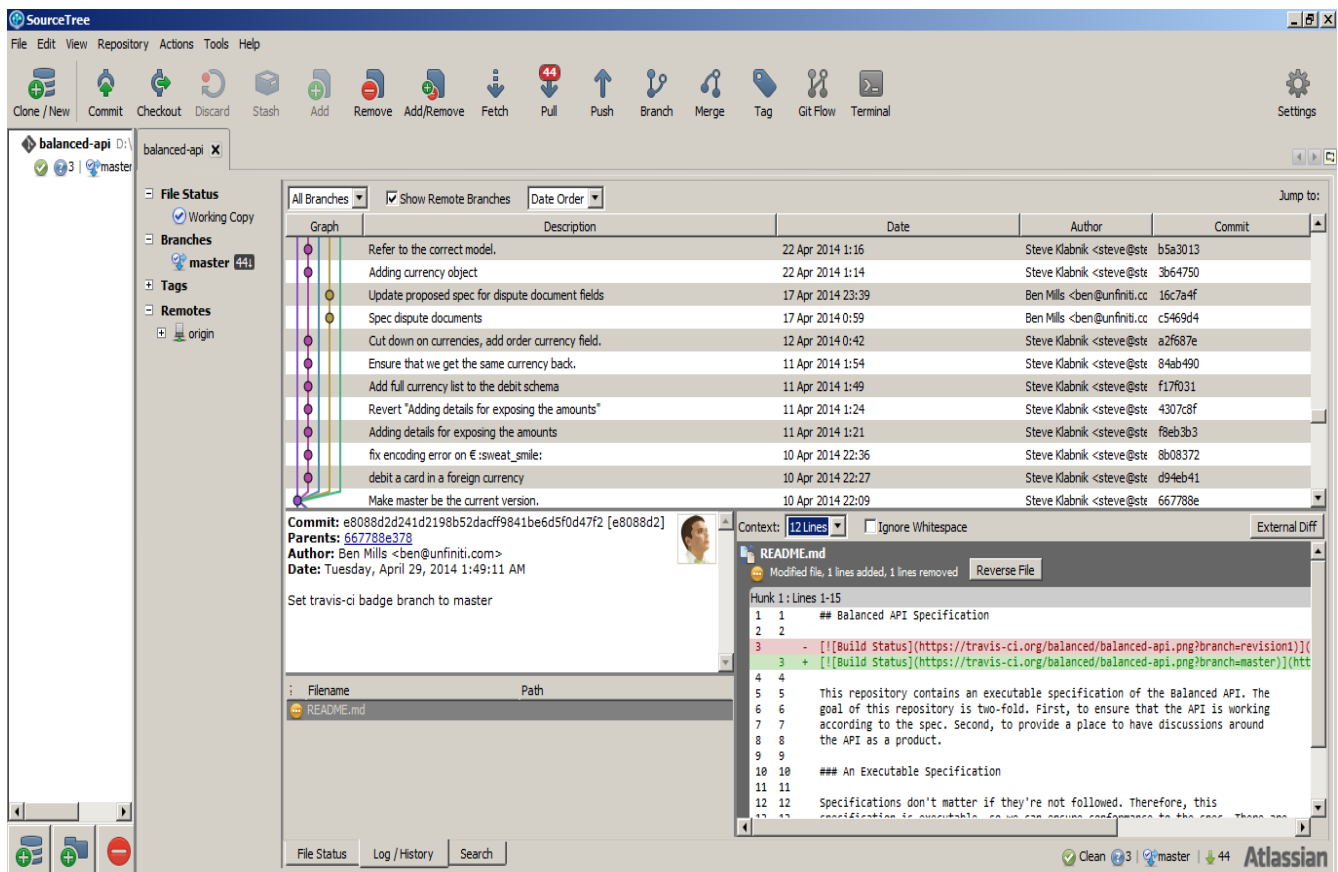 SourceTree
File Edit View Repository Actions Tools Help
44
Clone / New Commit Checkout Discard Stash Add Remove Add/Remove Fetch Pull Push Branch Merge Tag Git Flow Terminal Settings
balanced-api D:\
3 | master
balanced-api X
File Status
Working Copy
Branches
master 44↓
Tags
Remotes
origin
All Branches Show Remote Branches Date Order Jump to:
Graph Description Date Author Commit
Refer to the correct model. 22 Apr 2014 1:16 Steve Klabnik <steve@ste b5a3013
Adding currency object 22 Apr 2014 1:14 Steve Klabnik <steve@ste 3b64750
Update proposed spec for dispute document fields 17 Apr 2014 23:39 Ben Mills <ben@unfiniti.cc 16c7a4f
Spec dispute documents 17 Apr 2014 0:59 Ben Mills <ben@unfiniti.cc c5469d4
Cut down on currencies, add order currency field. 12 Apr 2014 0:42 Steve Klabnik <steve@ste a2f687e
Ensure that we get the same currency back. 11 Apr 2014 1:54 Steve Klabnik <steve@ste 84ab490
Add full currency list to the debit schema 11 Apr 2014 1:49 Steve Klabnik <steve@ste f17f031
Revert "Adding details for exposing the amounts" 11 Apr 2014 1:24 Steve Klabnik <steve@ste 4307c8f
Adding details for exposing the amounts 11 Apr 2014 1:21 Steve Klabnik <steve@ste f8eb3b3
fix encoding error on € :sweat_smile: 10 Apr 2014 22:36 Steve Klabnik <steve@ste 8b08372
debit a card in a foreign currency 10 Apr 2014 22:27 Steve Klabnik <steve@ste d94eb41
Make master be the current version. 10 Apr 2014 22:09 Steve Klabnik <steve@ste 667788e
Commit: e8088d2d241d2198b52dacff9841be6d5f0d47f2 [e8088d2]
Parents: 667788e378
Author: Ben Mills <ben@unfiniti.com>
Date: Tuesday, April 29, 2014 1:49:11 AM
Set travis-ci badge branch to master
Filename Path
README.md
Context: 12 Lines Ignore Whitespace External Diff
README.md
Modified file, 1 lines added, 1 lines removed Reverse File
Hunk 1 : Lines 1-15
1 1 ## Balanced API Specification
2 2
3 - [![Build Status](https://travis-ci.org/balanced/balanced-api.png?branch=revision1)](
3 + [![Build Status](https://travis-ci.org/balanced/balanced-api.png?branch=master)](htt
4 4
5 5 This repository contains an executable specification of the Balanced API. The
6 6 goal of this repository is two-fold. First, to ensure that the API is working
7 7 according to the spec. Second, to provide a place to have discussions around
8 8 the API as a product.
9 9
10 10 ### An Executable Specification
11 11
12 12 Specifications don't matter if they're not followed. Therefore, this
13 13 specification is executable, so we can ensure conformance to the spec. There are
File Status Log / History Search
Clean 3 | master | 44 Atlassian